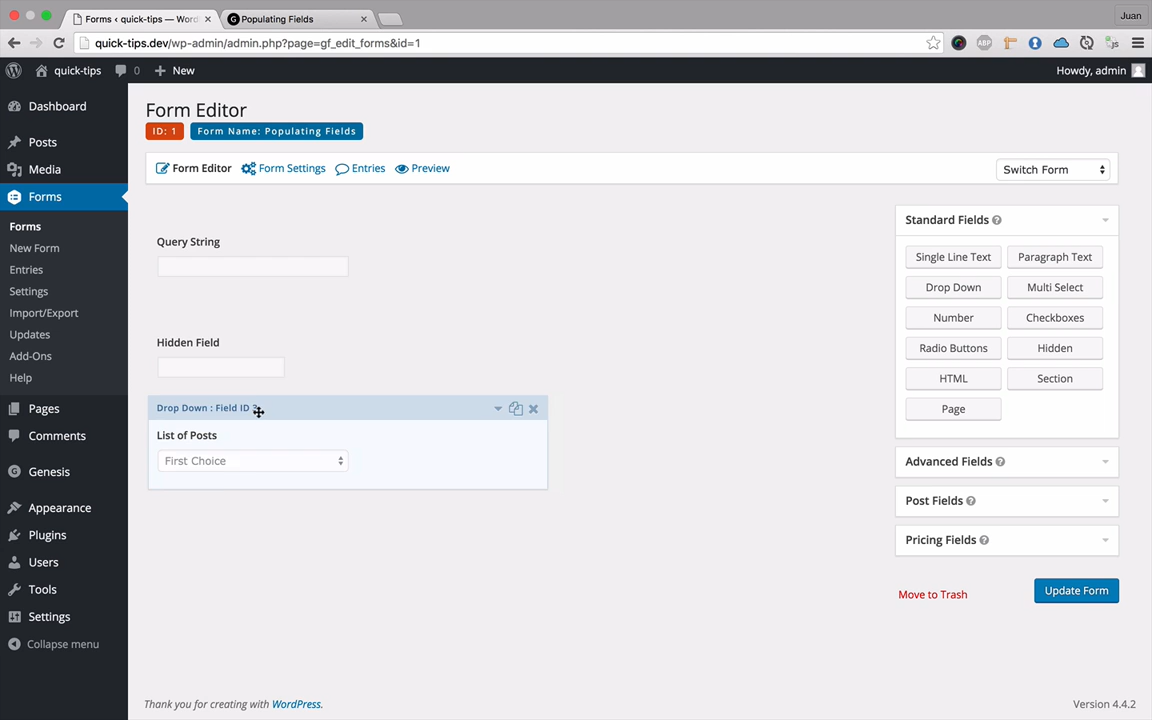 Forms ‹ quick-tips — Word
Populating Fields
Juan
quick-tips.dev/wp-admin/admin.php?page=gf_edit_forms&id=1
ABP
js
quick-tips
0
New
Howdy, admin
Dashboard
Posts
Media
Forms
Forms
New Form
Entries
Settings
Import/Export
Updates
Add-Ons
Help
Pages
Comments
Genesis
Appearance
Plugins
Users
Tools
Settings
Collapse menu
Form Editor
ID: 1
Form Name: Populating Fields
Form Editor
Form Settings
Entries
Preview
Switch Form
Query String
Hidden Field
Drop Down : Field ID
List of Posts
First Choice
Standard Fields
Single Line Text
Paragraph Text
Drop Down
Multi Select
Number
Checkboxes
Radio Buttons
Hidden
HTML
Section
Page
Advanced Fields
Post Fields
Pricing Fields
Move to Trash
Update Form
Thank you for creating with WordPress.
Version 4.4.2